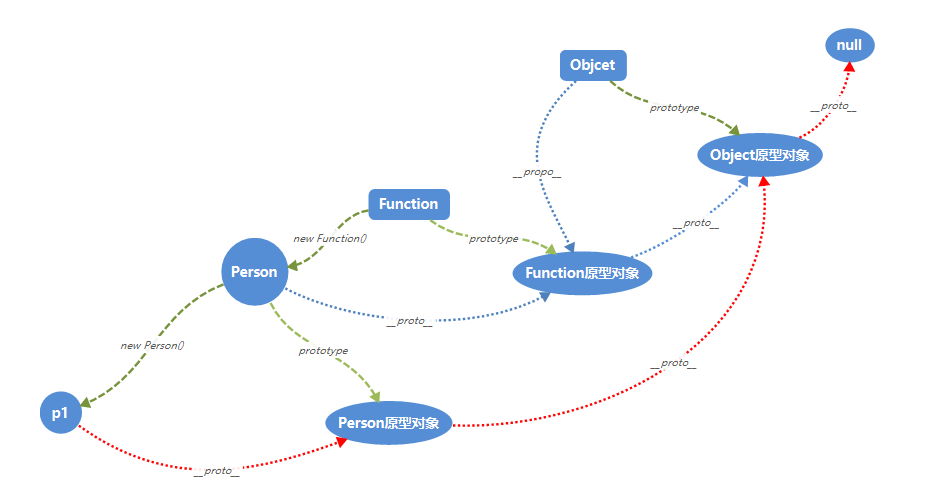 null
Objcet
prototype
__proto__
Object原型对象
__propo__
Function
prototype
__proto__
new Function()
Person
Function原型对象
__proto__
new Person()
prototype
__proto__
p1
Person原型对象
__proto__